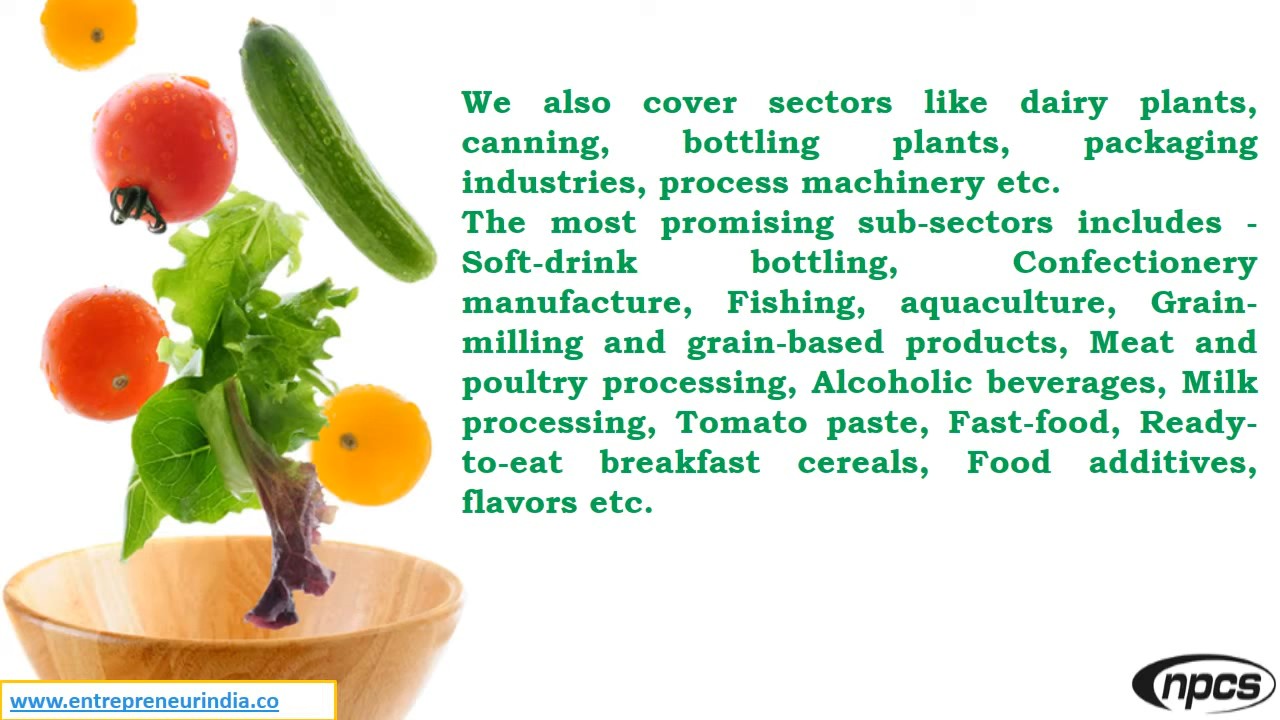 We also cover sectors like dairy plants,
canning, bottling plants, packaging
industries, process machinery etc.
The most promising sub-sectors includes -
Soft-drink bottling, Confectionery
manufacture, Fishing, aquaculture, Grain-
milling and grain-based products, Meat and
poultry processing, Alcoholic beverages, Milk
processing, Tomato paste, Fast-food, Ready-
to-eat breakfast cereals, Food additives,
flavors etc.
www.entrepreneurindia.co
npcs